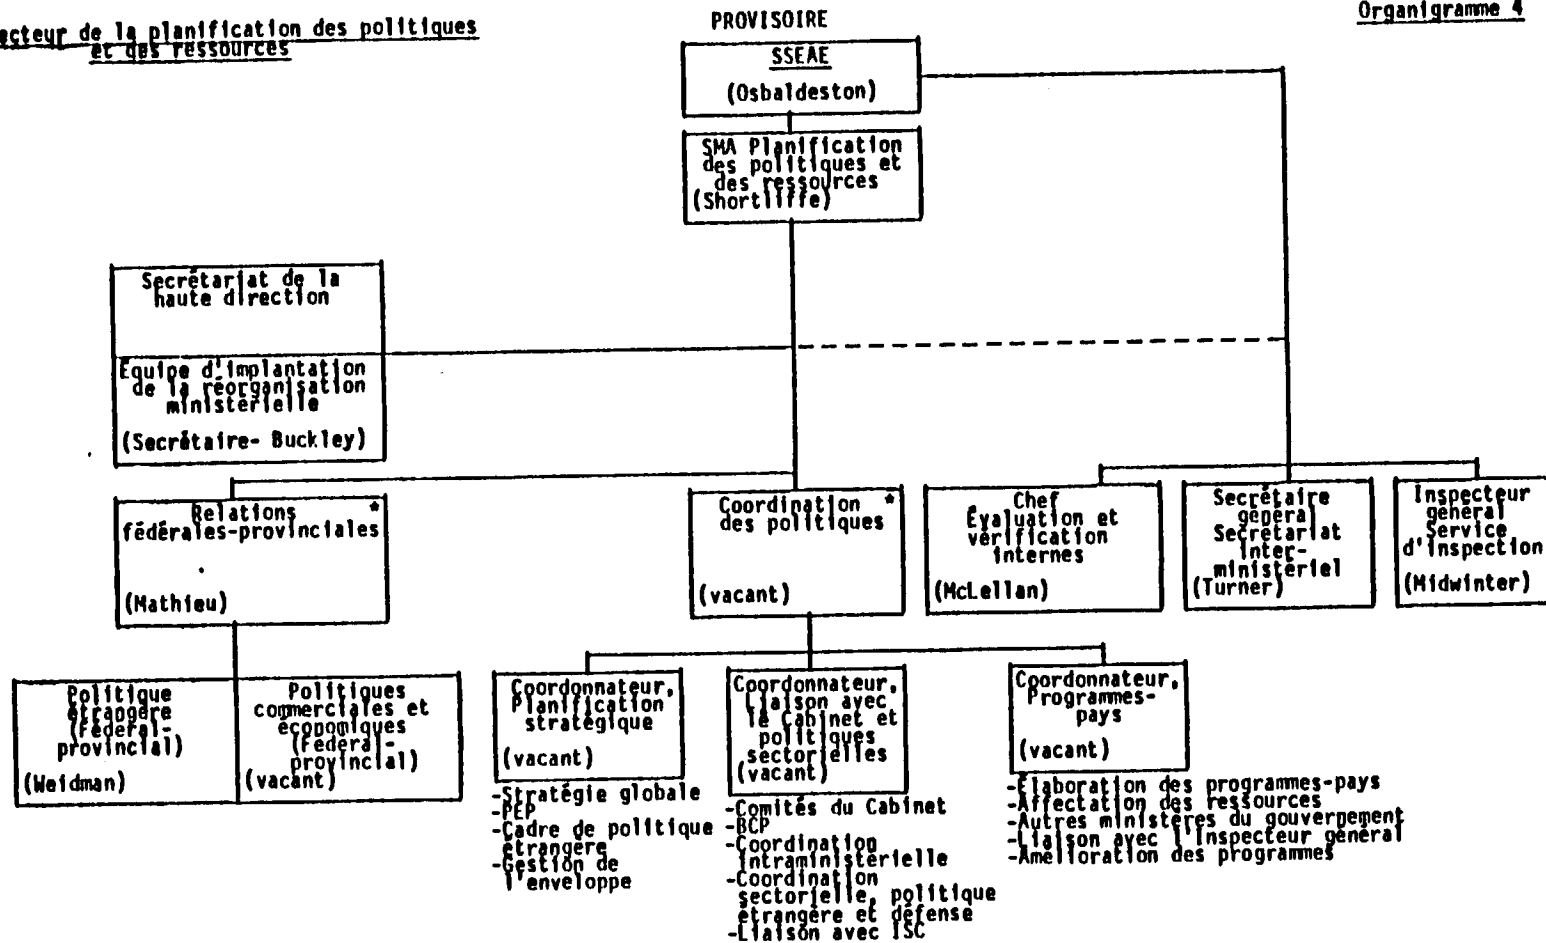 ecteur de la planification des politiques
et des ressources
PROVISOIRE
Organigramme 4
SSEAE
(Osbaldeston)
SMA Planification
des politiques et
des ressources
(Shortliffe)
Secrétariat de la
haute direction
Équipe d'implantation
de la réorganisation
ministérielle
(Secrétaire- Buckley)
Relations *
fédérales-provinciales
(Mathieu)
Coordination *
des politiques
(vacant)
Chef
Évaluation et
vérification
internes
(McLellan)
Secrétaire
général
Secrétariat
inter-
ministériel
(Turner)
Inspecteur
général
Service
d'inspection
(Midwinter)
Politique
étrangère
(Fédéral-
provincial)
(Weidman)
Politiques
commerciales et
économiques
(Fédéral-
provincial)
(vacant)
Coordonnateur,
Planification
stratégique
(vacant)
-Stratégie globale
-PEP
-Cadre de politique
étrangère
-Gestion de
l'enveloppe
Coordonnateur,
Liaison avec
le Cabinet et
politiques
sectorielles
(vacant)
-Comités du Cabinet
-BCP
-Coordination
intraministérielle
-Coordination
sectorielle, politique
étrangère et défense
-Liaison avec ISC
Coordonnateur,
Programmes-
pays
(vacant)
-Élaboration des programmes-pays
-Affectation des ressources
-Autres ministères du gouvernement
-Liaison avec l'Inspecteur général
-Amélioration des programmes